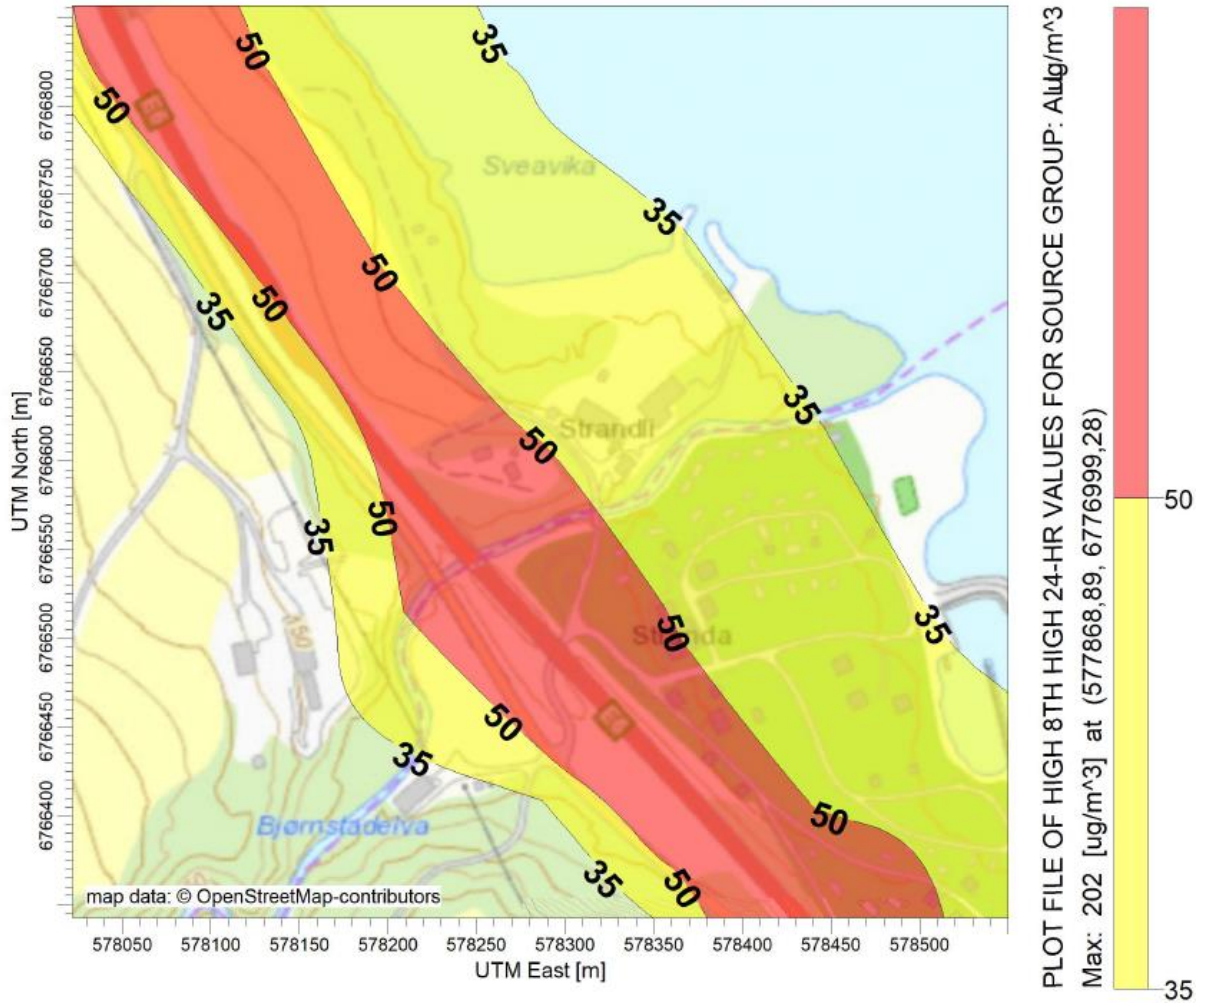 50
35
50
Sveavika
35
50
50
35
35
Strandli
50
50
35
50
35
150
Stranda
50
35
50
Bjørnstadelva
35
50
map data: © OpenStreetMap-contributors
6766800
6766750
6766700
6766650
6766600
6766550
6766500
6766450
6766400
UTM North [m]
578050 578100 578150 578200 578250 578300 578350 578400 578450 578500
UTM East [m]
PLOT FILE OF HIGH 8TH HIGH 24-HR VALUES FOR SOURCE GROUP: ALL
ug/m^3
Max: 202 [ug/m^3] at (577868,89, 6776999,28)
50
35